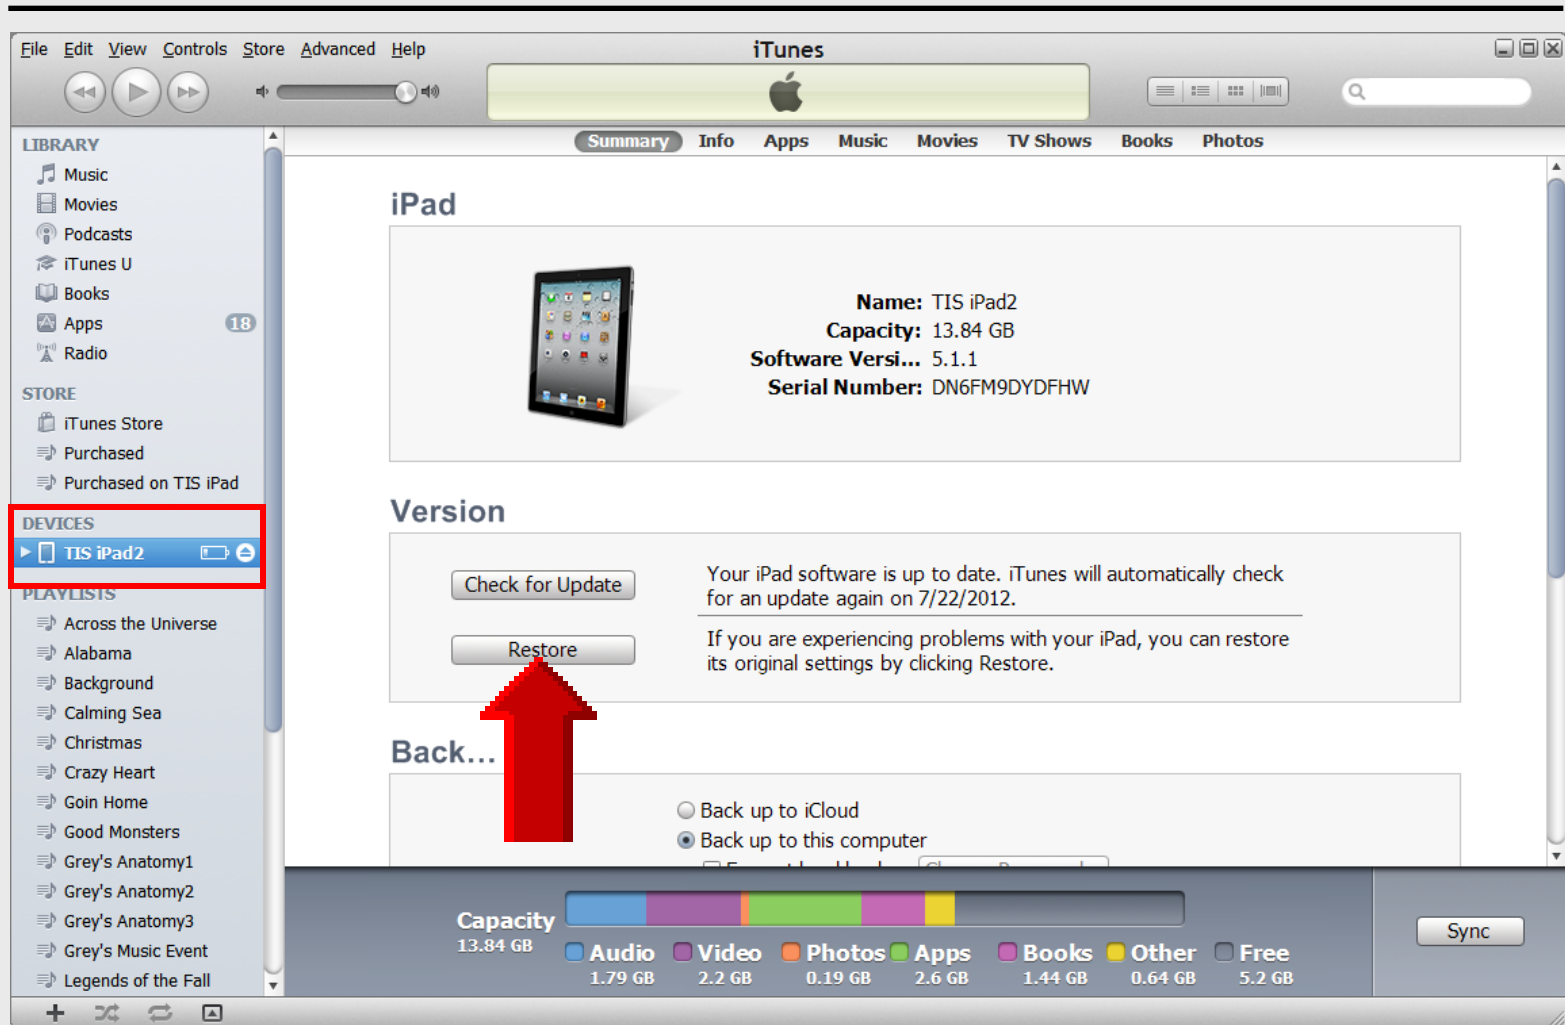 iTunes
File Edit View Controls Store Advanced Help
LIBRARY
Music
Movies
Podcasts
iTunes U
Books
Apps 18
Radio
STORE
iTunes Store
Purchased
Purchased on TIS iPad
DEVICES
TIS iPad2
PLAYLISTS
Across the Universe
Alabama
Background
Calming Sea
Christmas
Crazy Heart
Goin Home
Good Monsters
Grey's Anatomy1
Grey's Anatomy2
Grey's Anatomy3
Grey's Music Event
Legends of the Fall
Summary Info Apps Music Movies TV Shows Books Photos
iPad
Name: TIS iPad2
Capacity: 13.84 GB
Software Versi... 5.1.1
Serial Number: DN6FM9DYDFHW
Version
Check for Update
Your iPad software is up to date. iTunes will automatically check
for an update again on 7/22/2012.
Restore
If you are experiencing problems with your iPad, you can restore
its original settings by clicking Restore.
Back...
Back up to iCloud
Back up to this computer
Capacity
13.84 GB
Audio Video Photos Apps Books Other Free
1.79 GB 2.2 GB 0.19 GB 2.6 GB 1.44 GB 0.64 GB 5.2 GB
Sync